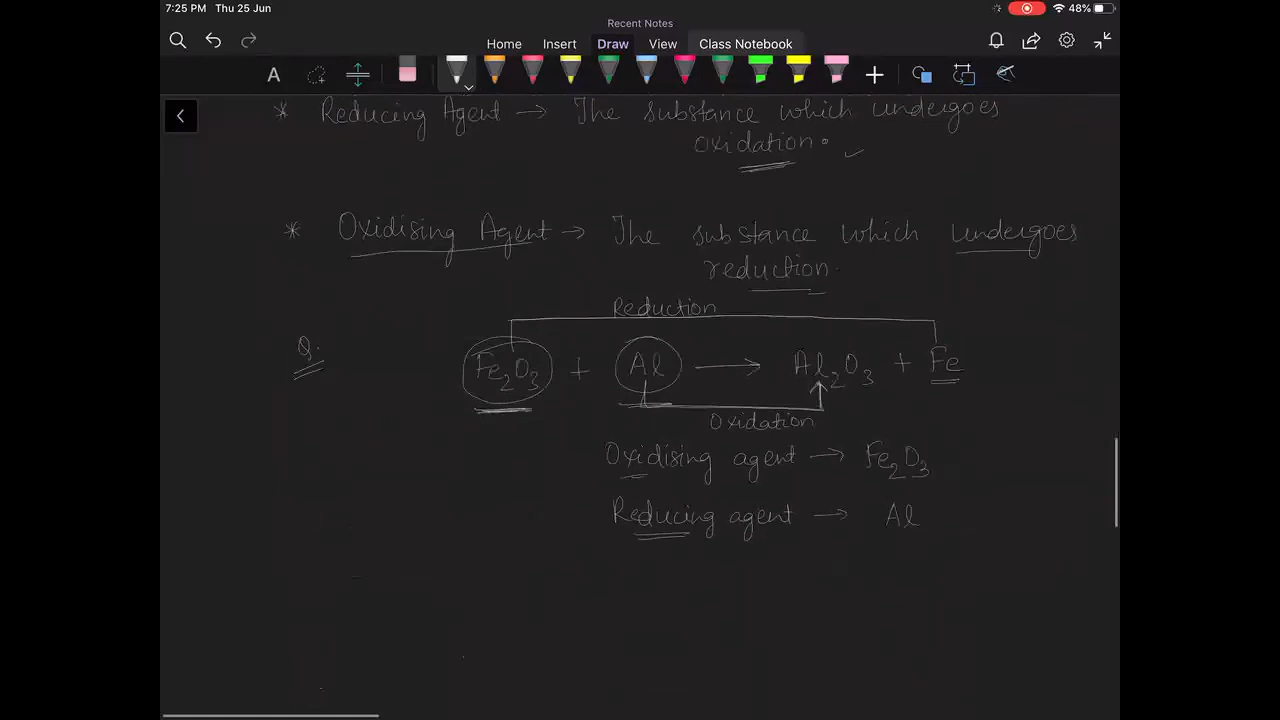 7:25 PM Thu 25 Jun
48%
Recent Notes
Home Insert Draw View Class Notebook
A
* Reducing Agent → The substance which undergoes
oxidation.
* Oxidising Agent → The substance which undergoes
reduction.
Reduction
Q. Fe₂O₃ + Al → Al₂O₃ + Fe
Oxidation
Oxidising agent → Fe₂O₃
Reducing agent → Al